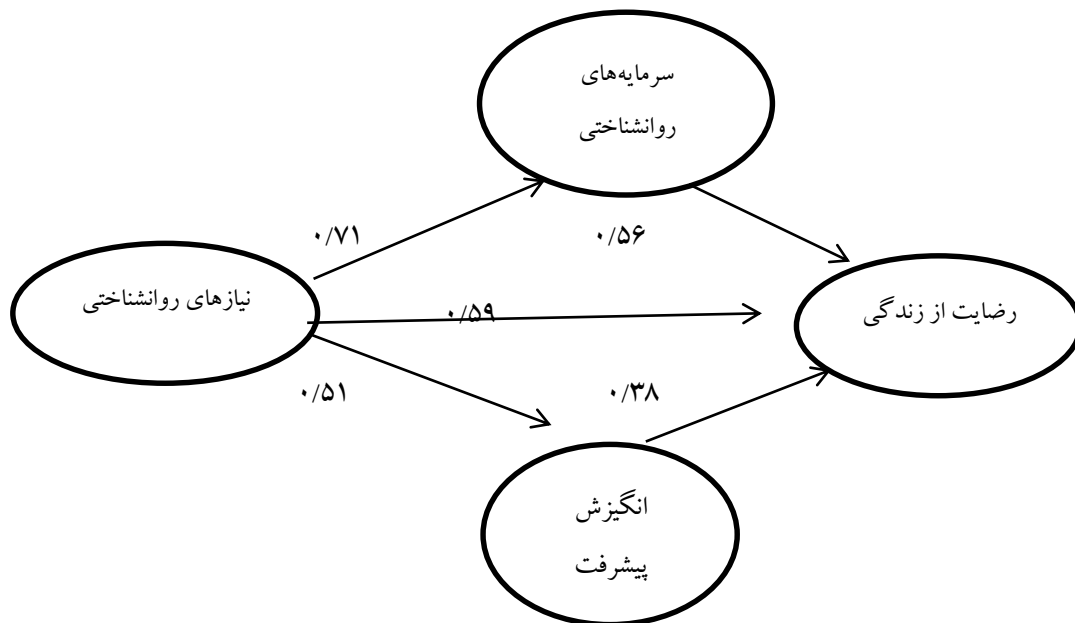 سرمایه‌های
روانشناختی
۰/۷۱
۰/۵۶
نیازهای روانشناختی
۰/۵۹
رضایت از زندگی
۰/۵۱
۰/۳۸
انگیزش
پیشرفت